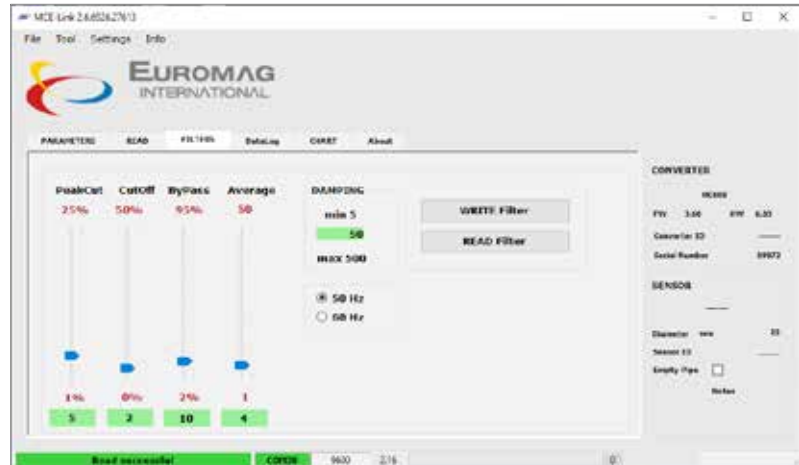 MCE-Link 2.6.6526.27613
File Tool Settings Info
EUROMAG
INTERNATIONAL
PARAMETERS READ FILTERS DataLog CHART About
PeakCut CutOff ByPass Average
25% 50% 95% 50
1% 0% 2% 1
5 2 10 4
DAMPING
min 5
50
max 500
50 Hz
60 Hz
WRITE Filter
READ Filter
CONVERTER
FW 3.60 HW
Converter ID
Serial Number
SENSOR
Diameter mm
Sensor ID
Empty Pipe
Read successful 9600 2.16